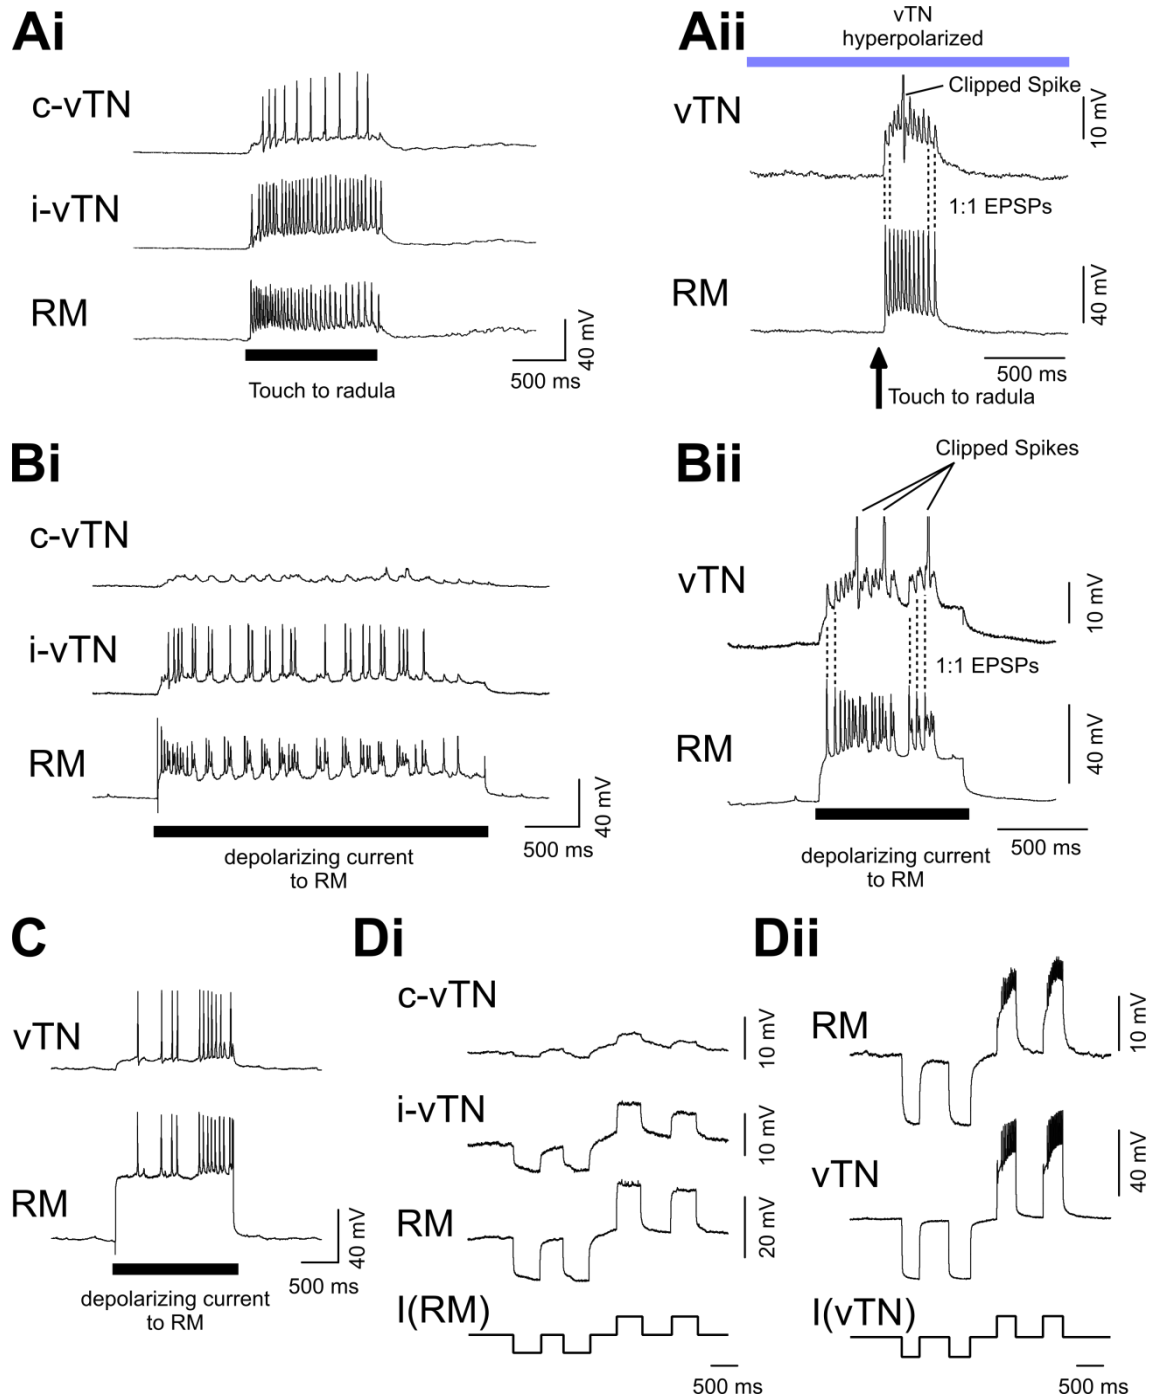 Ai
c-vTN
i-vTN
RM
40 mV
500 ms
Touch to radula
Aii
vTN
hyperpolarized
Clipped Spike
vTN
10 mV
1:1 EPSPs
RM
40 mV
500 ms
Touch to radula
Bi
c-vTN
i-vTN
RM
40 mV
500 ms
depolarizing current
to RM
Bii
Clipped Spikes
vTN
10 mV
1:1 EPSPs
RM
40 mV
500 ms
depolarizing current
to RM
C
vTN
RM
40 mV
500 ms
depolarizing current
to RM
Di
c-vTN
10 mV
i-vTN
10 mV
RM
20 mV
I(RM)
500 ms
Dii
RM
10 mV
vTN
40 mV
I(vTN)
500 ms